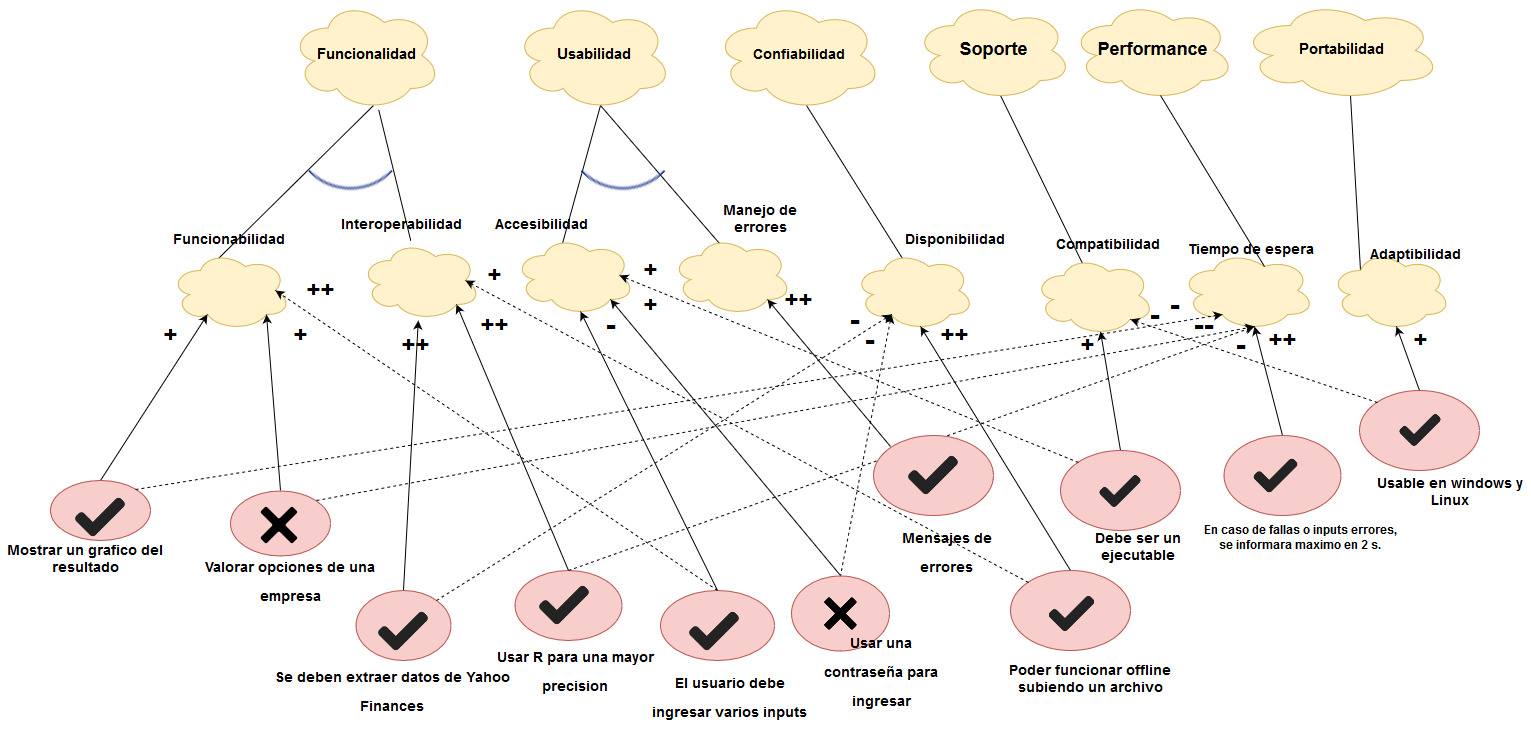 Funcionalidad
Usabilidad
Confiabilidad
Soporte
Performance
Portabilidad
Funcionabilidad
Interoperabilidad
Accesibilidad
Manejo de
errores
Disponibilidad
Compatibilidad
Tiempo de espera
Adaptibilidad
+
++
+
++
+
++
+
+
-
++
-
-
++
+
-
-
--
-
++
+
Mostrar un grafico del
resultado
Valorar opciones de una
empresa
Se deben extraer datos de Yahoo
Finances
Usar R para una mayor
precision
El usuario debe
ingresar varios inputs
Usar una
contraseña para
ingresar
Mensajes de
errores
Poder funcionar offline
subiendo un archivo
Debe ser un
ejecutable
En caso de fallas o inputs errores,
se informara maximo en 2 s.
Usable en windows y
Linux